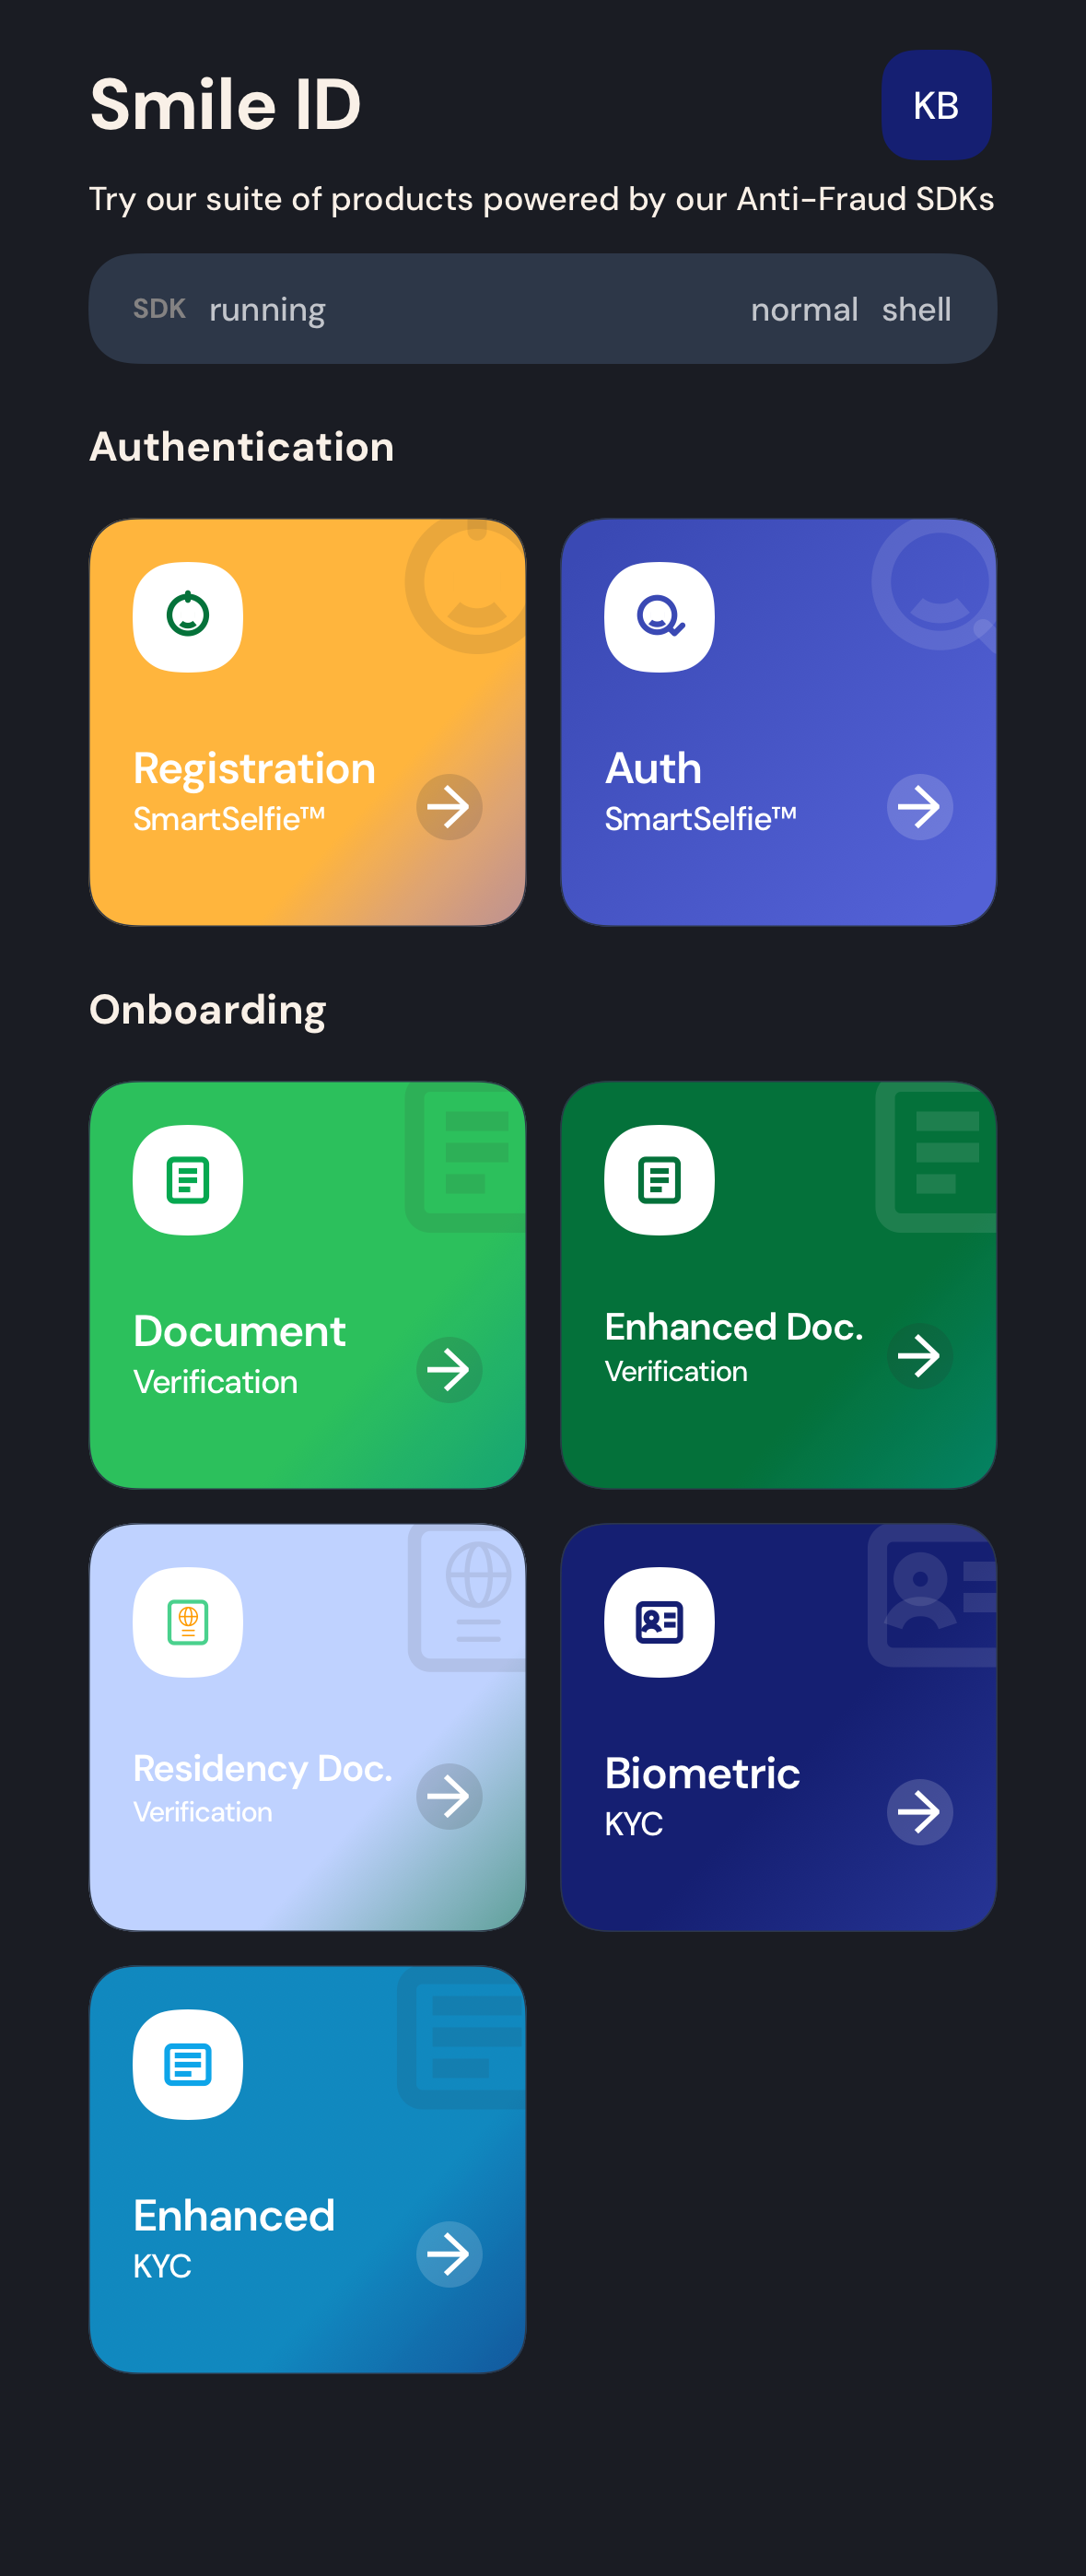 Smile ID
KB
Try our suite of products powered by our Anti-Fraud SDKs
SDK running normal shell
Authentication
Registration
SmartSelfie™
Auth
SmartSelfie™
Onboarding
Document
Verification
Enhanced Doc.
Verification
Residency Doc.
Verification
Biometric
KYC
Enhanced
KYC